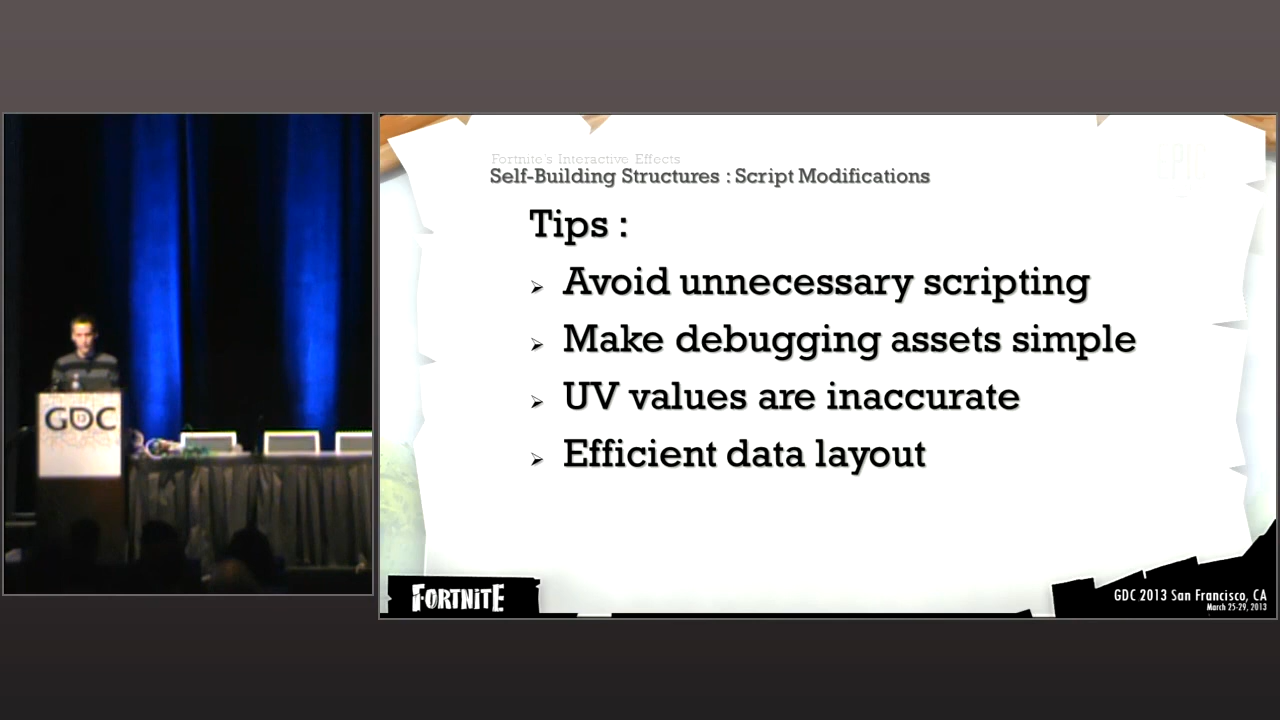 GDC
Fortnite's Interactive Effects
Self-Building Structures : Script Modifications
EPIC
Tips :
Avoid unnecessary scripting
Make debugging assets simple
UV values are inaccurate
Efficient data layout
FORTNITE
GDC 2013 San Francisco, CA
March 25-29, 2013